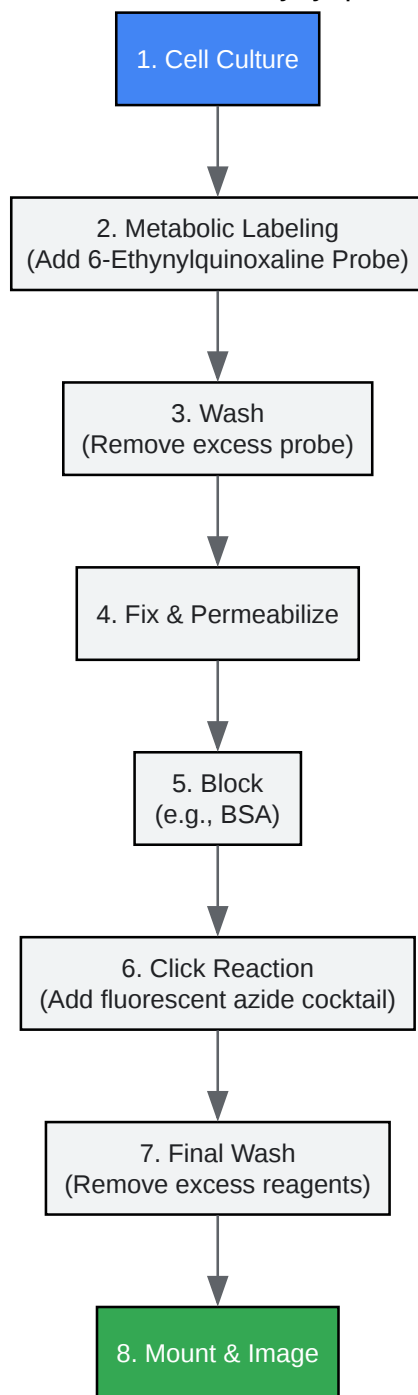 1. Cell Culture
2. Metabolic Labeling
(Add 6-Ethynylquinoxaline Probe)
3. Wash
(Remove excess probe)
4. Fix & Permeabilize
5. Block
(e.g., BSA)
6. Click Reaction
(Add fluorescent azide cocktail)
7. Final Wash
(Remove excess reagents)
8. Mount & Image